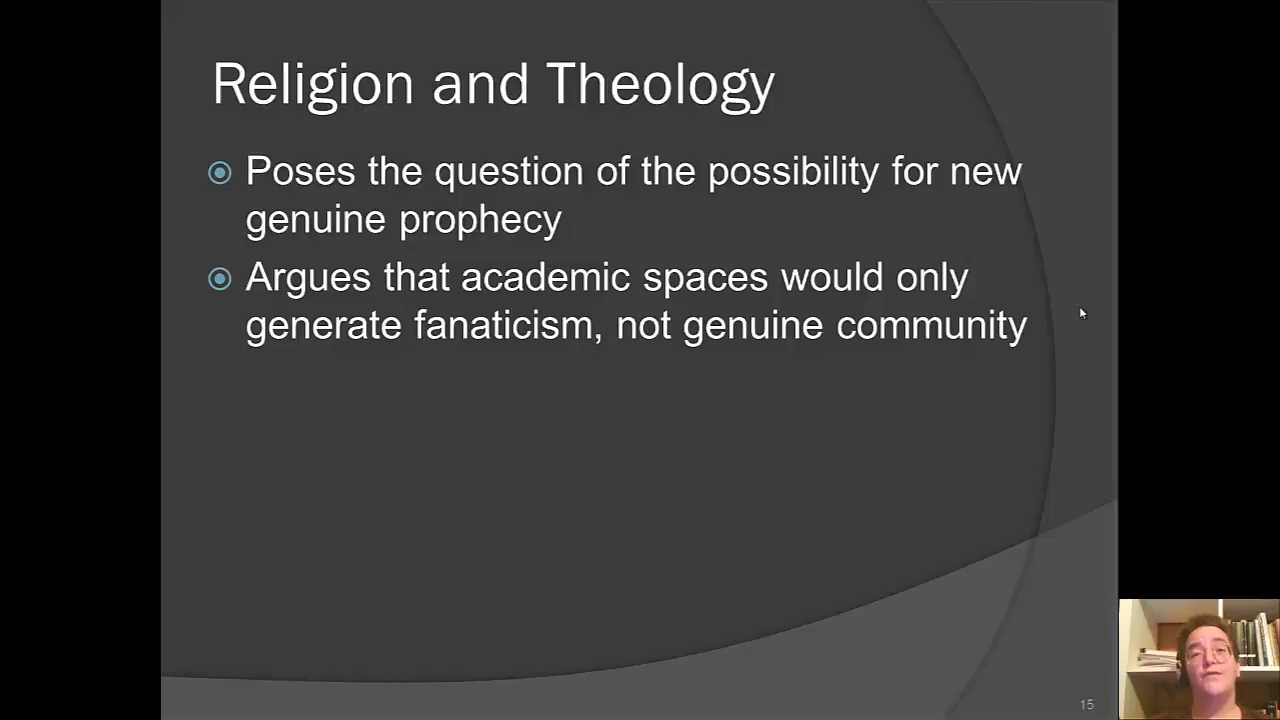 Religion and Theology
Poses the question of the possibility for new
genuine prophecy
Argues that academic spaces would only
generate fanaticism, not genuine community
15